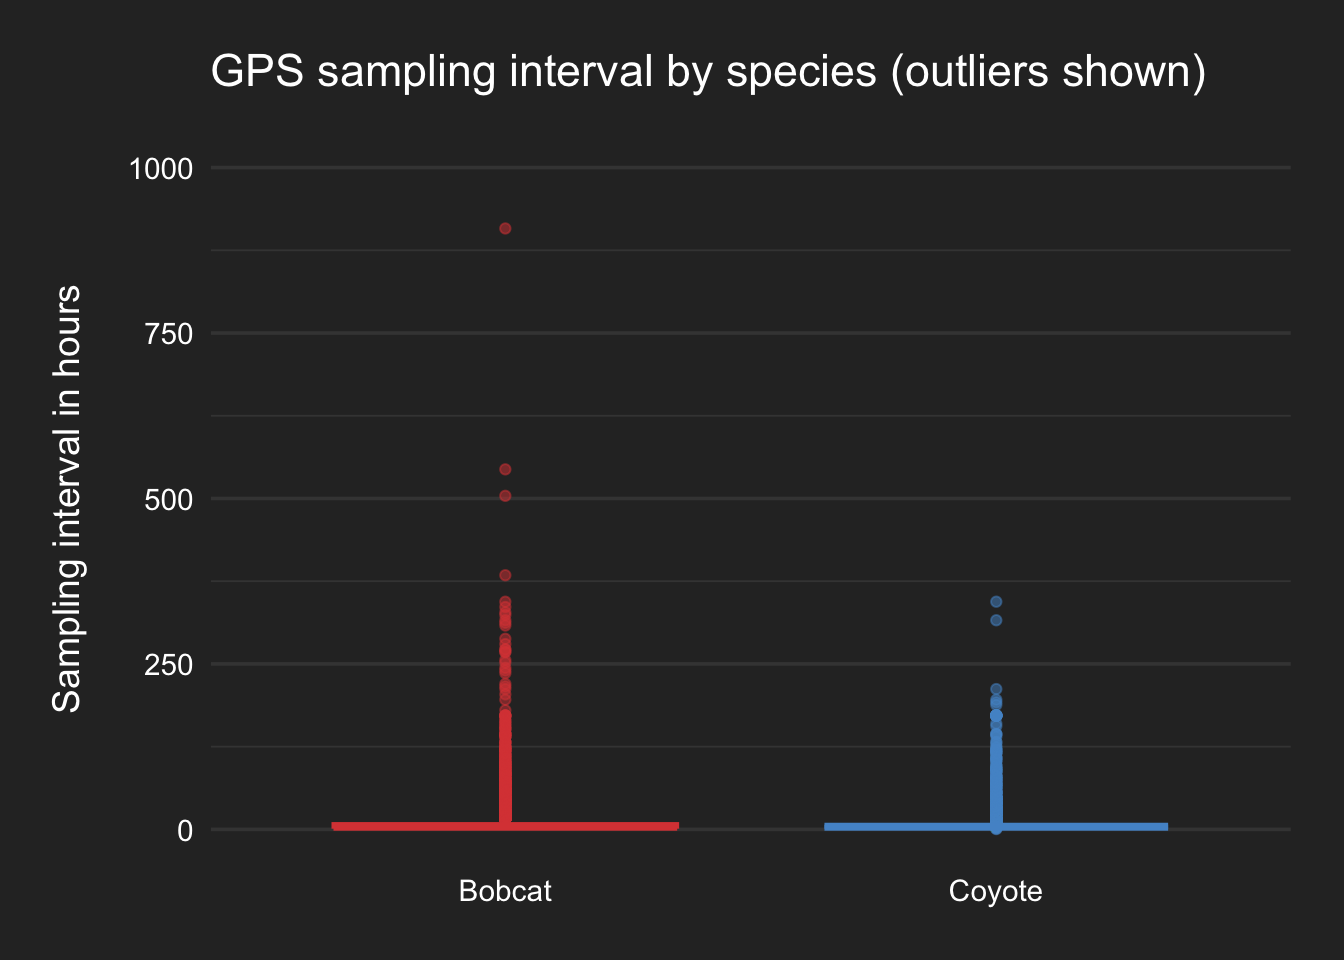 GPS sampling interval by species (outliers shown)
Sampling interval in hours
1000
750
500
250
0
Bobcat
Coyote